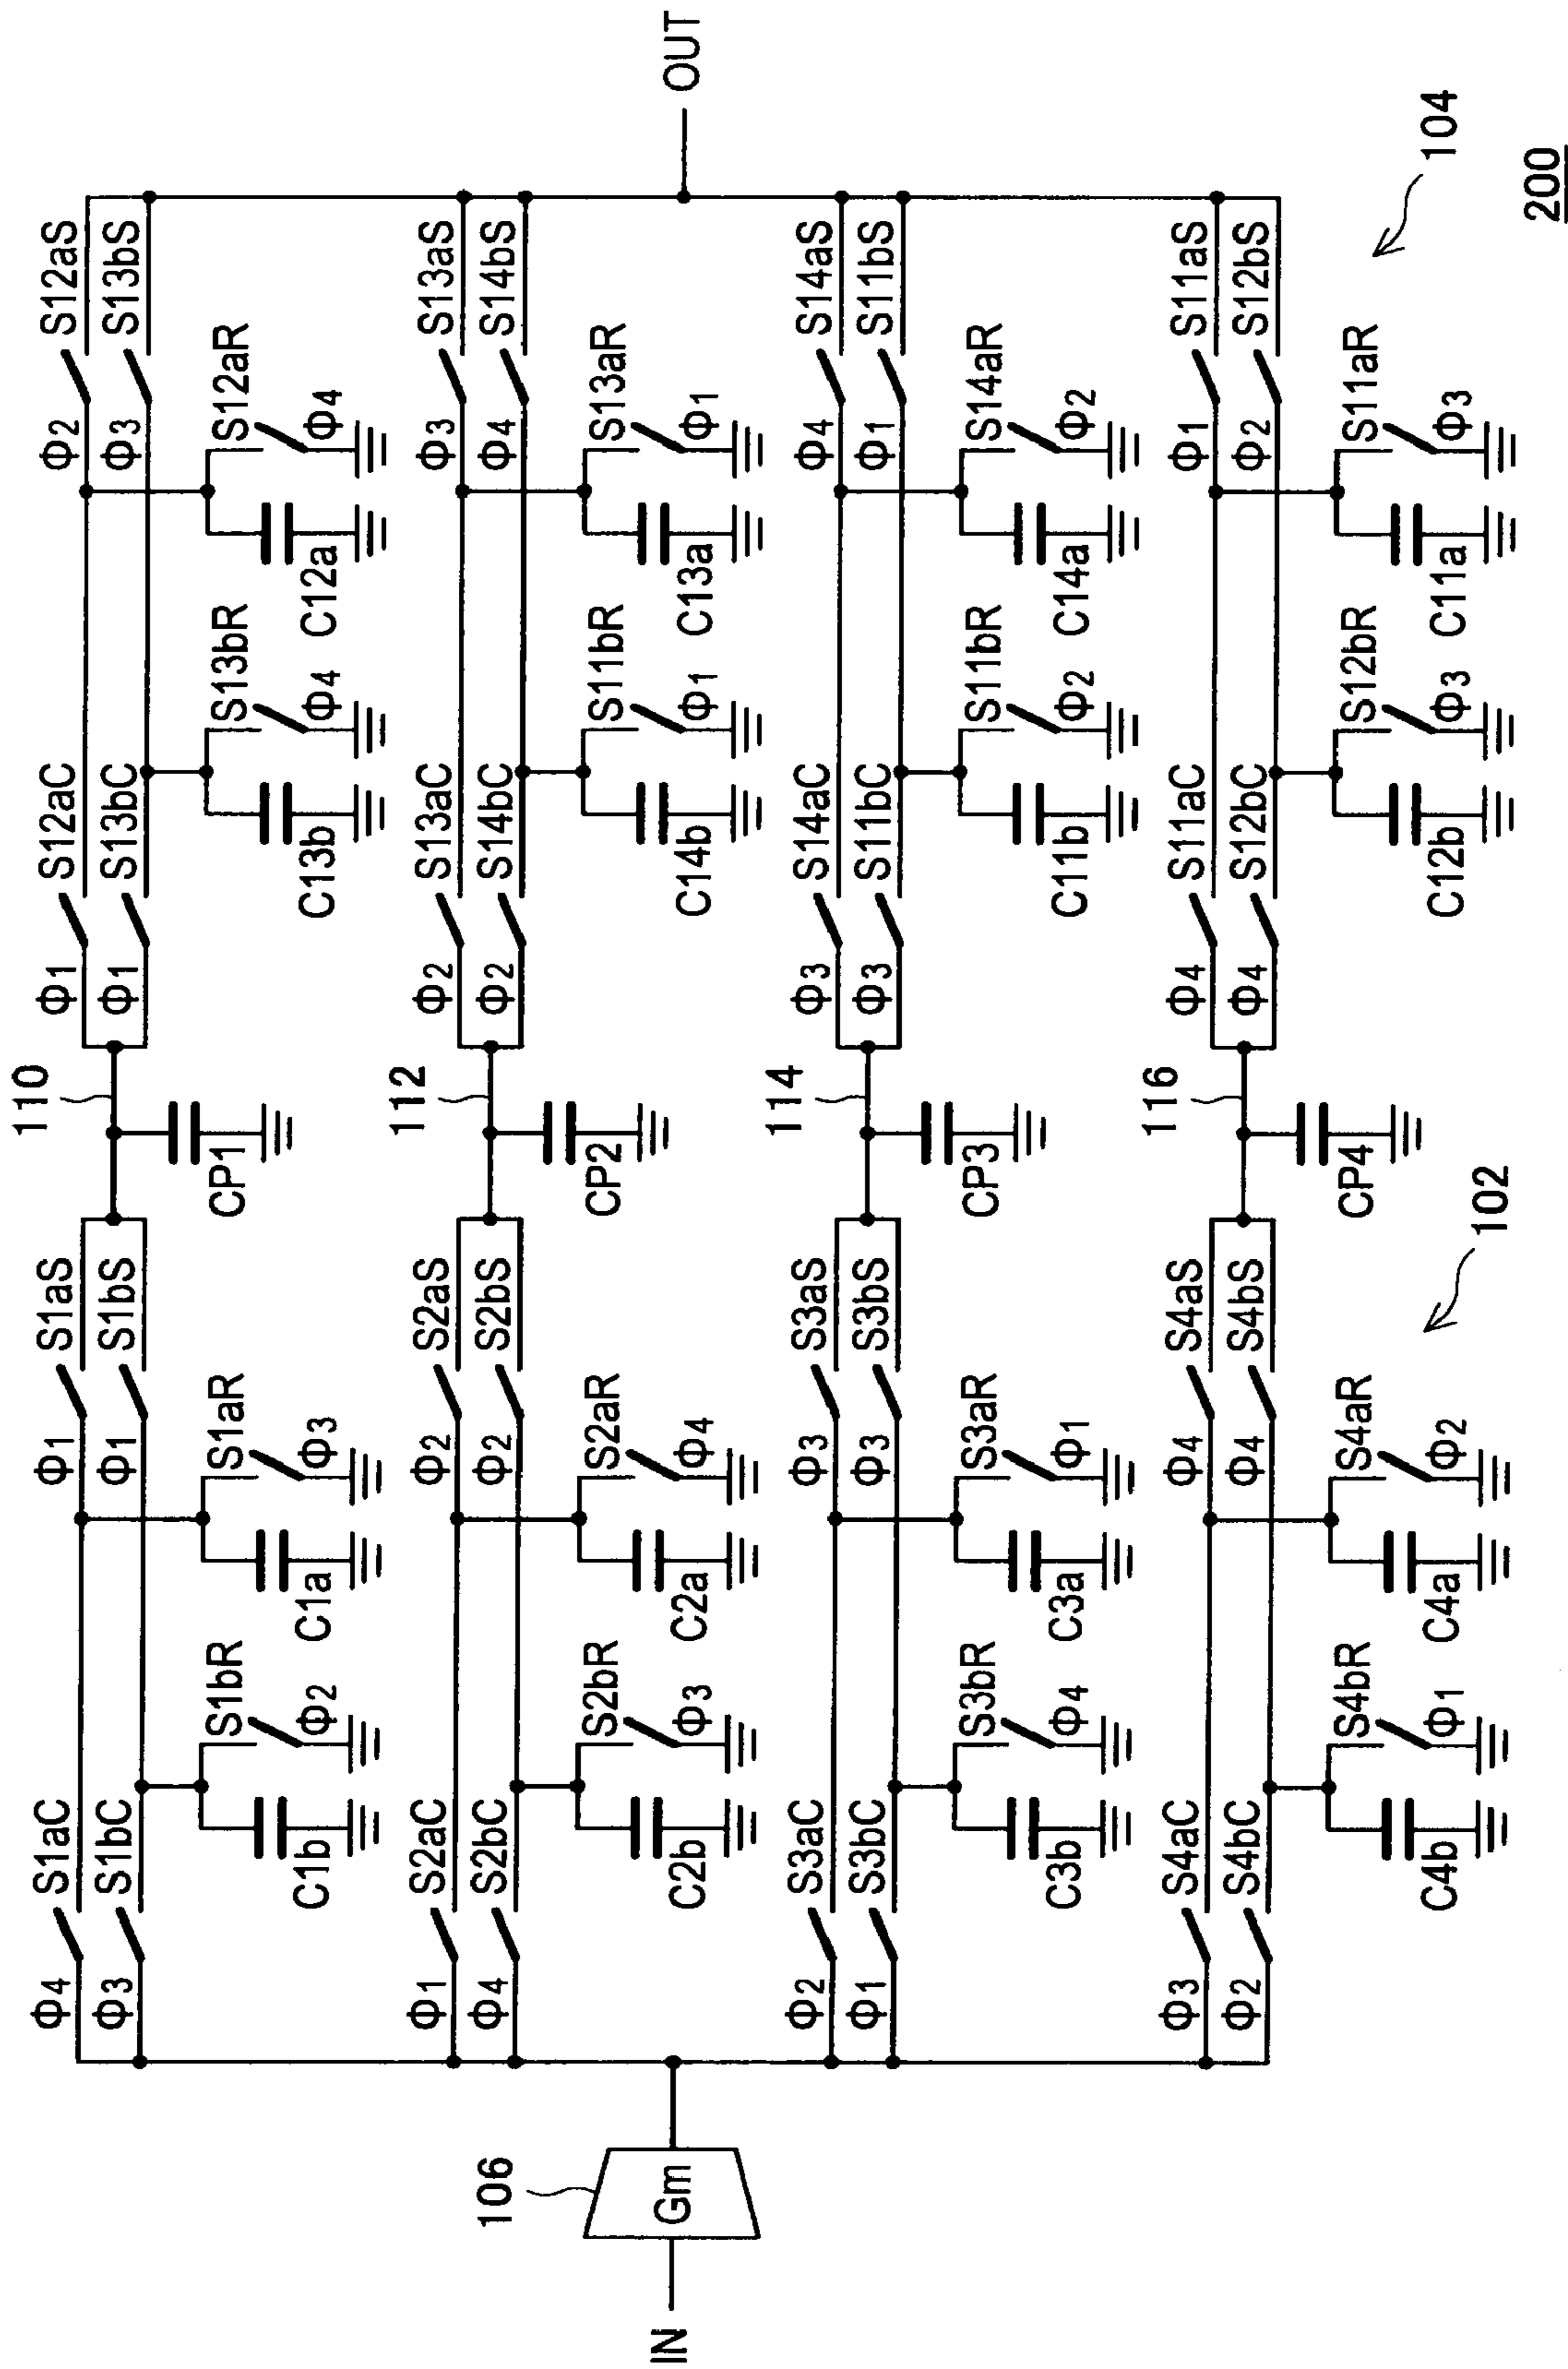 IN
106
Gm
Φ4 S1aC
Φ3 S1bC
C1b S1bR Φ2
C1a S1aR Φ3
Φ1 S1aS
Φ1 S1bS
110
CP1
Φ1 S12aC
Φ1 S13bC
C13b S13bR Φ4
C12a S12aR Φ4
Φ2 S12aS
Φ3 S13bS
Φ1 S2aC
Φ4 S2bC
C2b S2bR Φ3
C2a S2aR Φ4
Φ2 S2aS
Φ2 S2bS
112
CP2
Φ2 S13aC
Φ2 S14bC
C14b S11bR Φ1
C13a S13aR Φ1
Φ3 S13aS
Φ4 S14bS
OUT
Φ2 S3aC
Φ1 S3bC
C3b S3bR Φ4
C3a S3aR Φ1
Φ3 S3aS
Φ3 S3bS
114
CP3
Φ3 S14aC
Φ3 S11bC
C11b S11bR Φ2
C14a S14aR Φ2
Φ4 S14aS
Φ1 S11bS
Φ3 S4aC
Φ2 S4bC
C4b S4bR Φ1
C4a S4aR Φ2
Φ4 S4aS
Φ4 S4bS
116
CP4
Φ4 S11aC
Φ4 S12bC
C12b S12bR Φ3
C11a S11aR Φ3
Φ1 S11aS
Φ2 S12bS
102
104
200